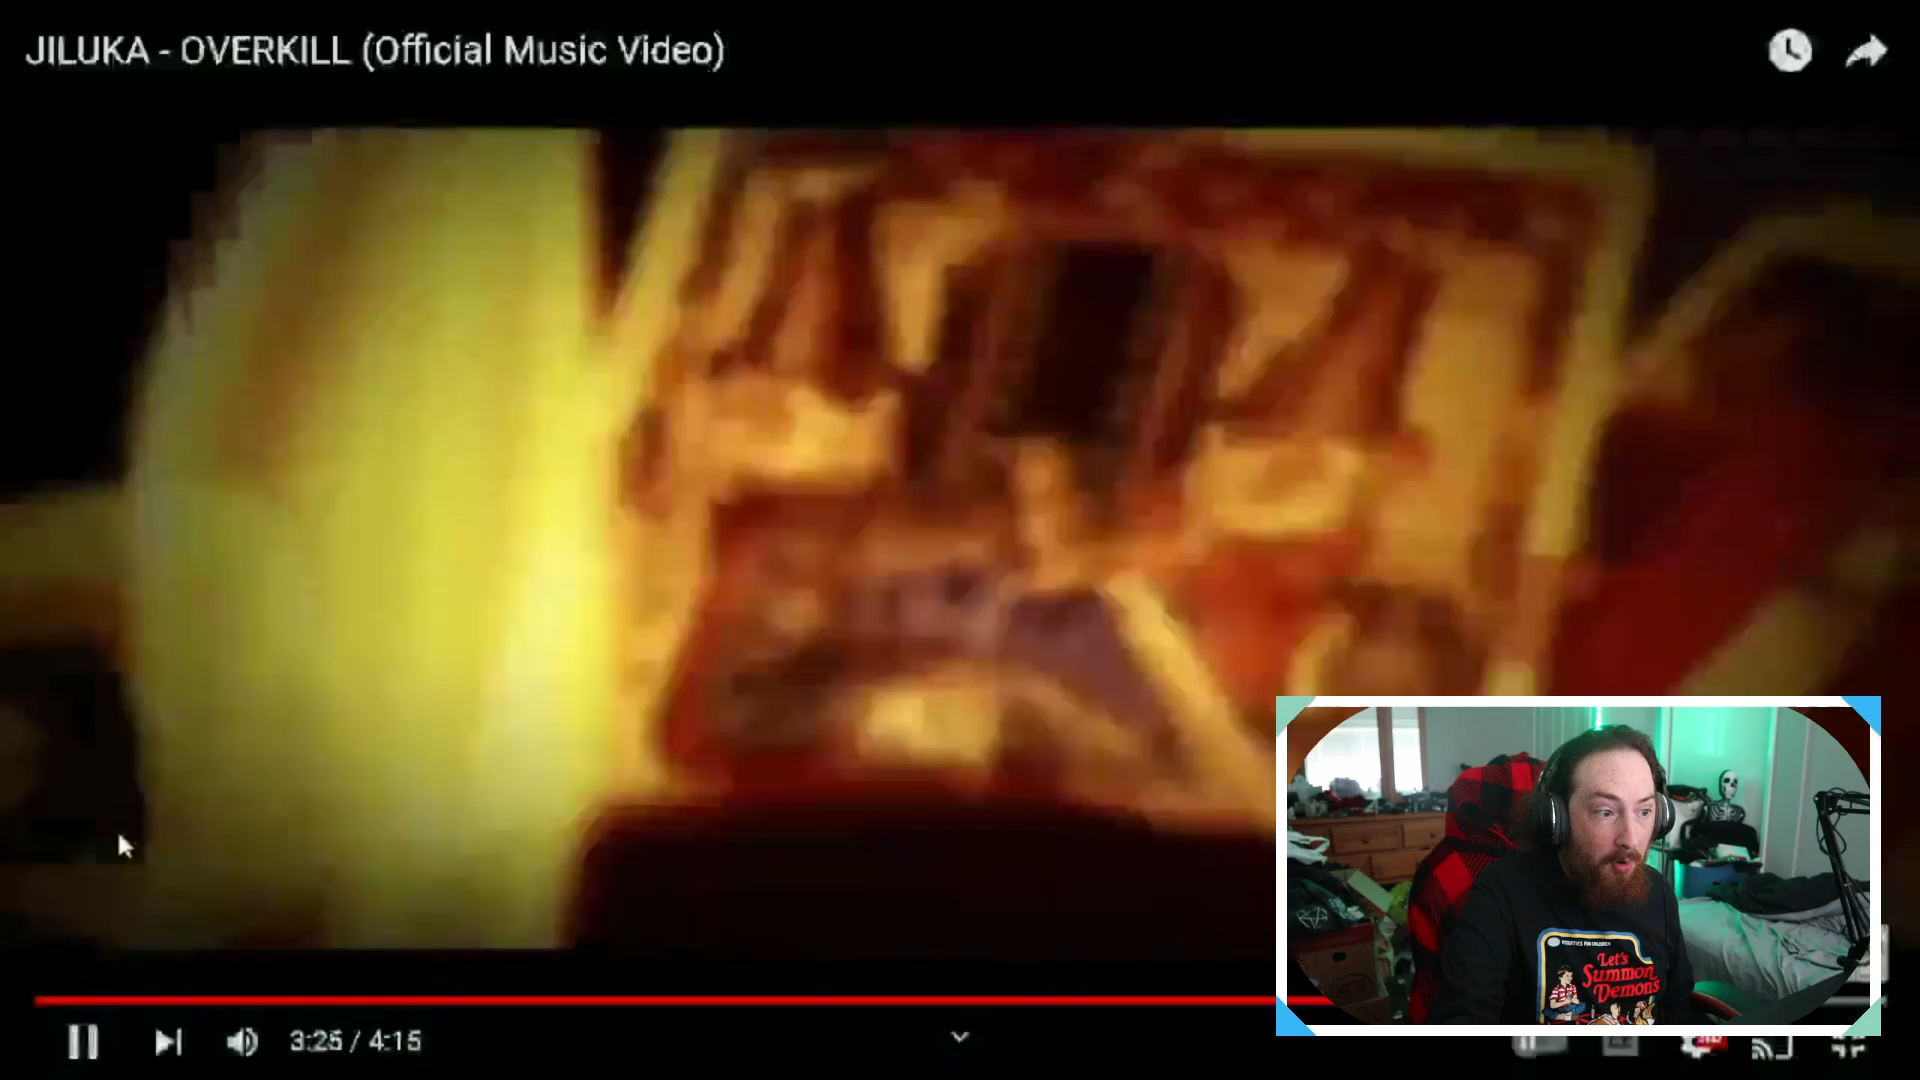 JILUKA - OVERKILL (Official Music Video)
3:25 / 4:15
Let's
Summon
Demons